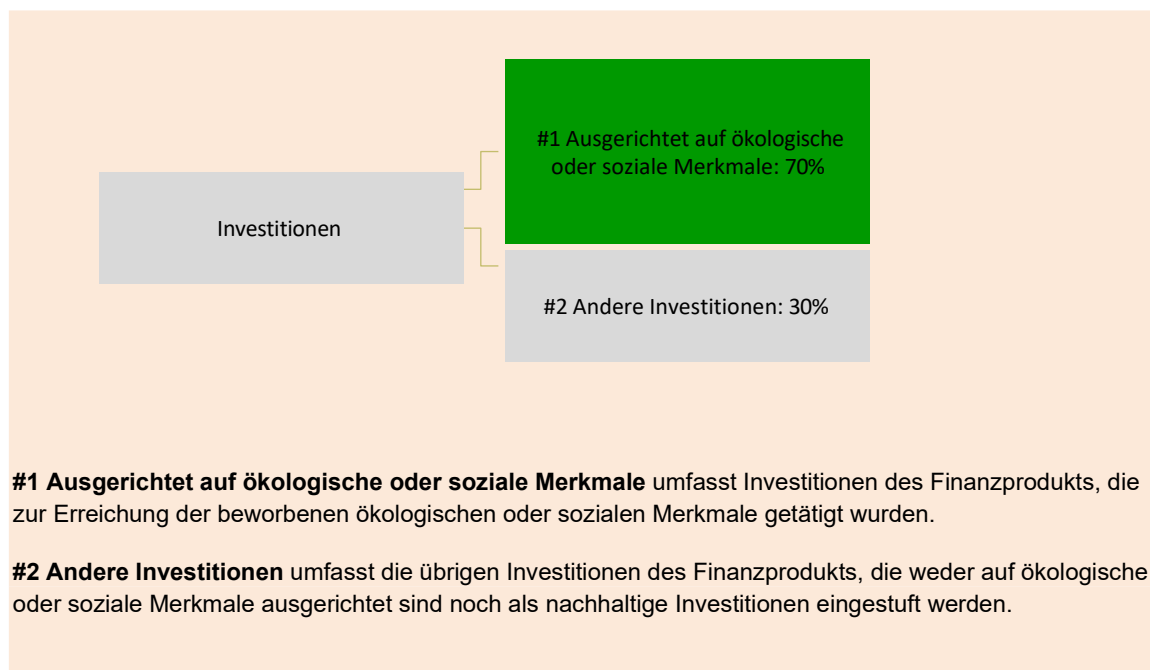 #1 Ausgerichtet auf ökologische
oder soziale Merkmale: 70%
Investitionen
#2 Andere Investitionen: 30%
#1 Ausgerichtet auf ökologische oder soziale Merkmale umfasst Investitionen des Finanzprodukts, die
zur Erreichung der beworbenen ökologischen oder sozialen Merkmale getätigt wurden.
#2 Andere Investitionen umfasst die übrigen Investitionen des Finanzprodukts, die weder auf ökologische
oder soziale Merkmale ausgerichtet sind noch als nachhaltige Investitionen eingestuft werden.